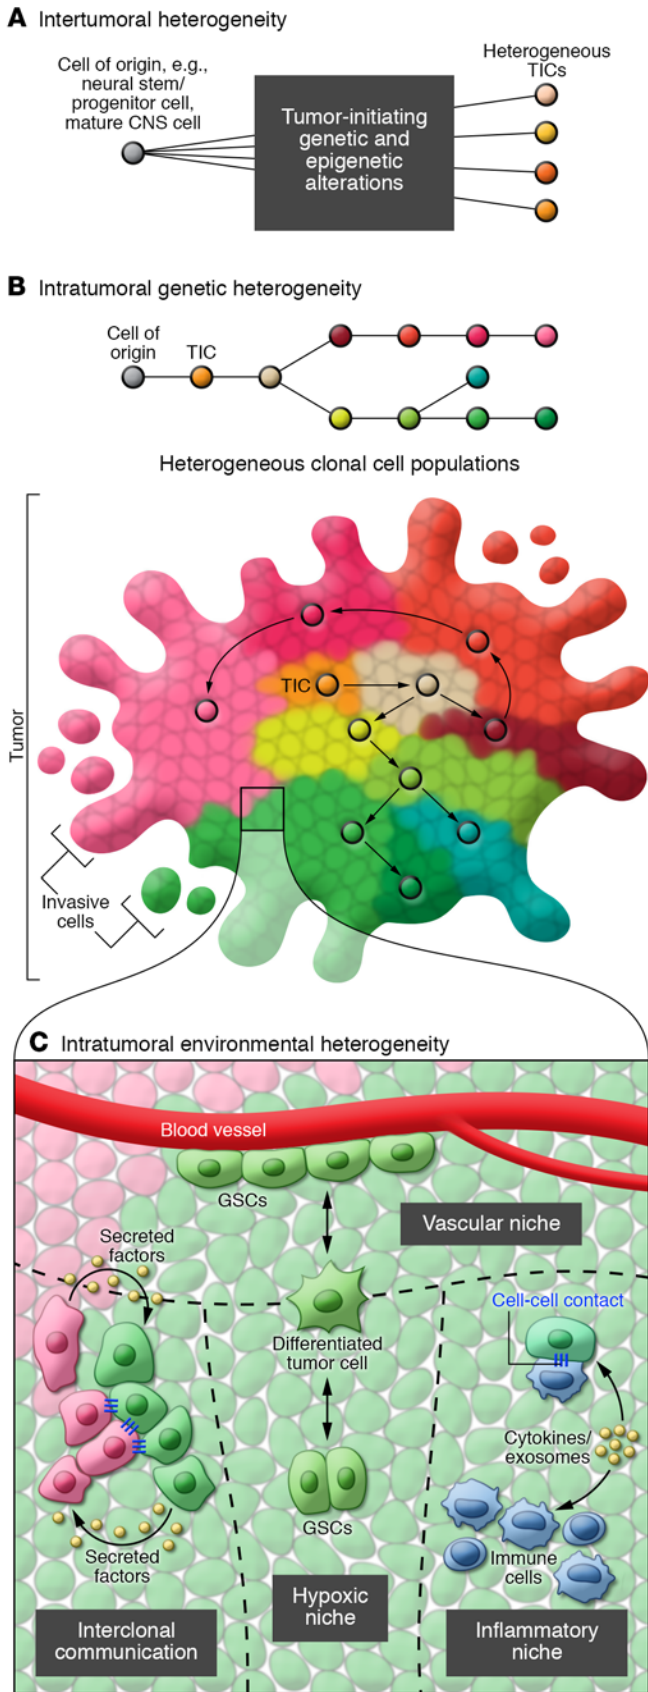 A Intertumoral heterogeneity
Cell of origin, e.g.,
neural stem/
progenitor cell,
mature CNS cell
Tumor-initiating
genetic and
epigenetic
alterations
Heterogeneous
TICs
B Intratumoral genetic heterogeneity
Cell of
origin
TIC
Heterogeneous clonal cell populations
Tumor
TIC
Invasive
cells
C Intratumoral environmental heterogeneity
Blood vessel
GSCs
Vascular niche
Secreted
factors
Differentiated
tumor cell
Cell-cell contact
Cytokines/
exosomes
GSCs
Immune
cells
Secreted
factors
Interclonal
communication
Hypoxic
niche
Inflammatory
niche